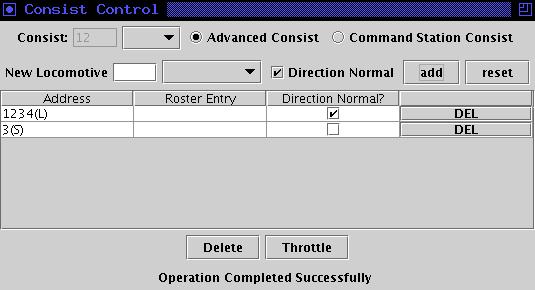 Consist Control
Consist: 12 Advanced Consist Command Station Consist
New Locomotive Direction Normal add reset
Address Roster Entry Direction Normal?
1234(L) DEL
3(S) DEL
Delete Throttle
Operation Completed Successfully